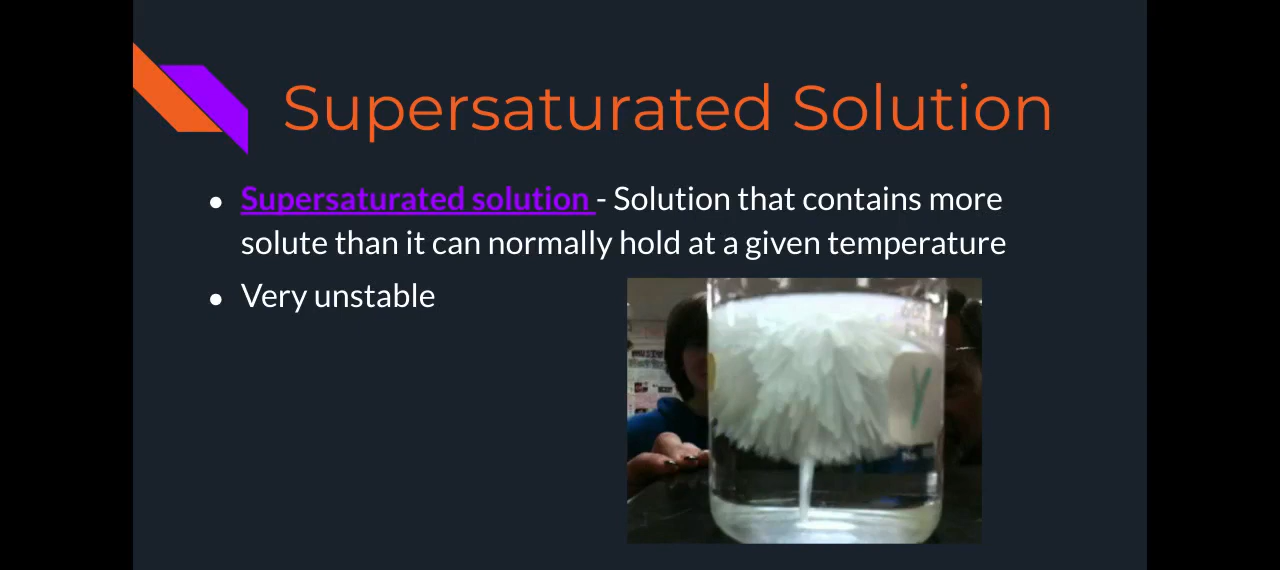 Supersaturated Solution
● Supersaturated solution - Solution that contains more
solute than it can normally hold at a given temperature
● Very unstable
Y